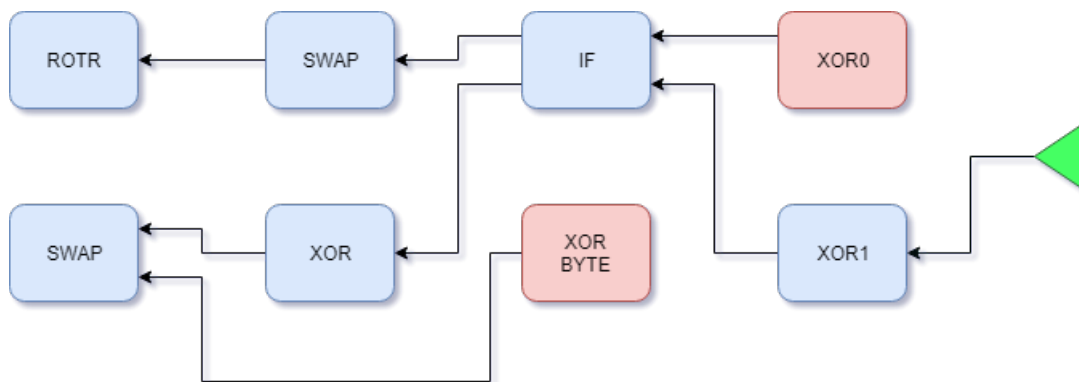 ROTR
SWAP
IF
XOR0
SWAP
XOR
XOR
BYTE
XOR1